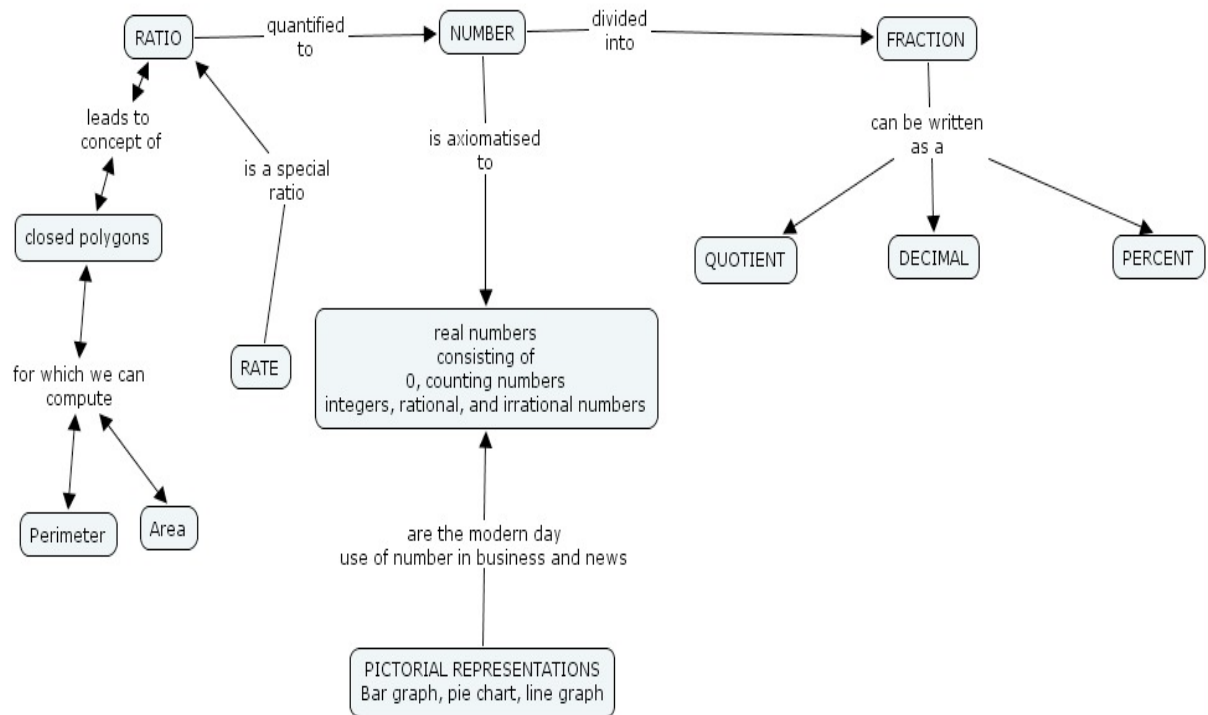 RATIO
quantified
to
NUMBER
divided
into
FRACTION
leads to
concept of
is a special
ratio
is axiomatised
to
can be written
as a
closed polygons
QUOTIENT
DECIMAL
PERCENT
for which we can
compute
RATE
real numbers
consisting of
0, counting numbers
integers, rational, and irrational numbers
Perimeter
Area
are the modern day
use of number in business and news
PICTORIAL REPRESENTATIONS
Bar graph, pie chart, line graph